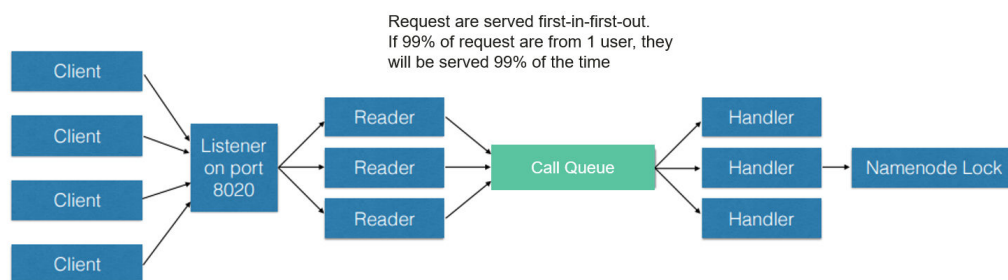 Request are served first-in-first-out.
If 99% of request are from 1 user, they
will be served 99% of the time
Client
Client
Client
Client
Listener
on port
8020
Reader
Reader
Reader
Call Queue
Handler
Handler
Handler
Namenode Lock